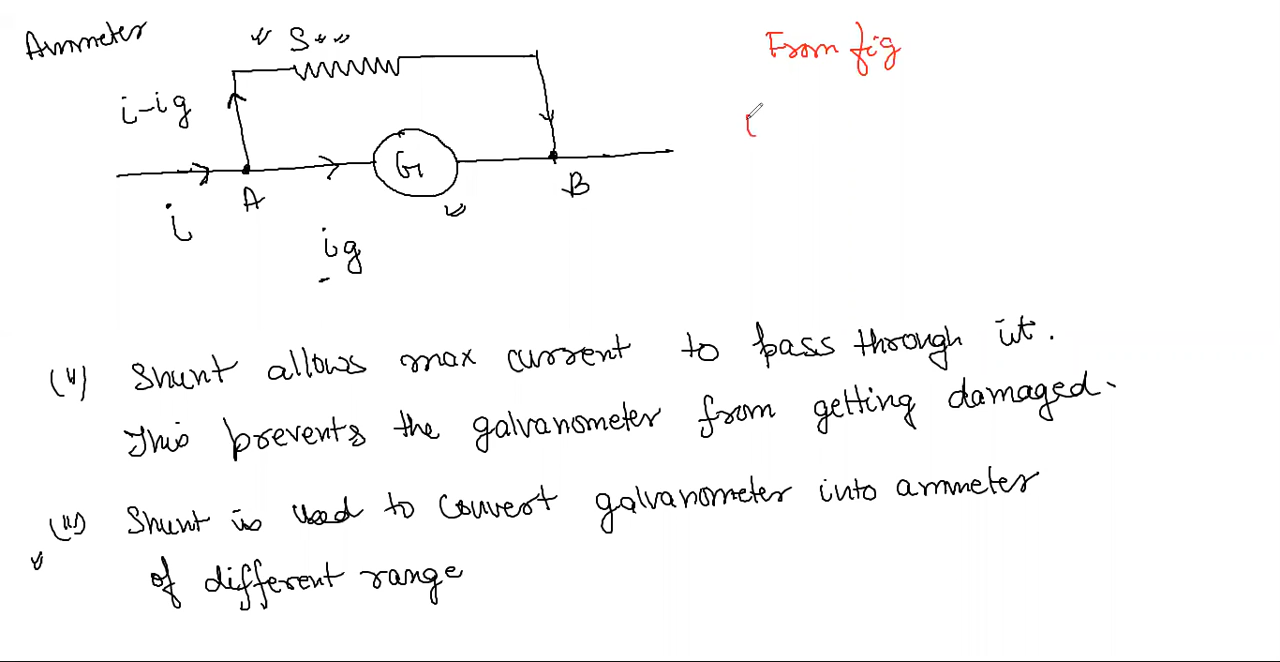 Ammeter
S
From fig
i-ig
(
G
A
B
i
ig
(i) Shunt allows max current to pass through it.
This prevents the galvanometer from getting damaged.
(ii) Shunt is used to convert galvanometer into ammeter
of different range